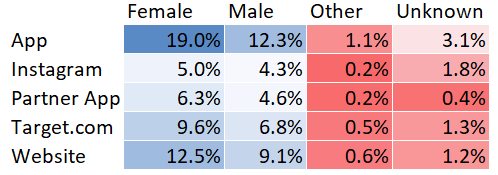 Female Male Other Unknown
App 19.0% 12.3% 1.1% 3.1%
Instagram 5.0% 4.3% 0.2% 1.8%
Partner App 6.3% 4.6% 0.2% 0.4%
Target.com 9.6% 6.8% 0.5% 1.3%
Website 12.5% 9.1% 0.6% 1.2%